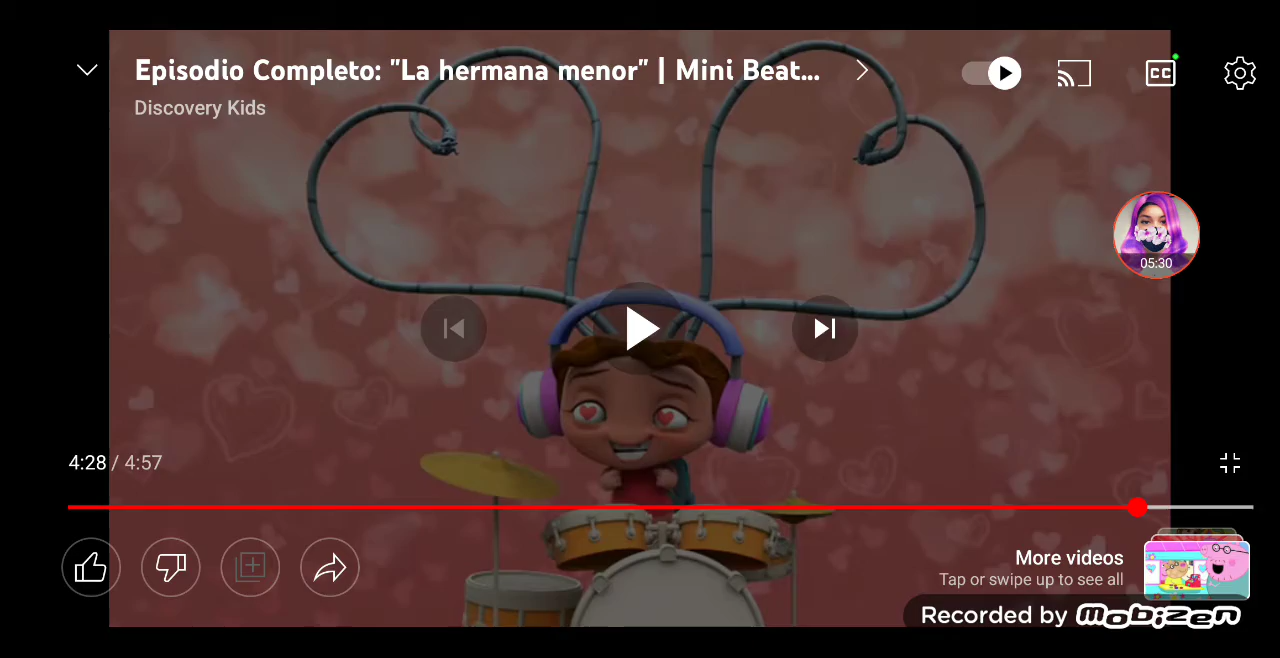 Episodio Completo: "La hermana menor" | Mini Beat...
Discovery Kids
CC
05:30
4:28 / 4:57
More videos
Tap or swipe up to see all
Recorded by mobizen